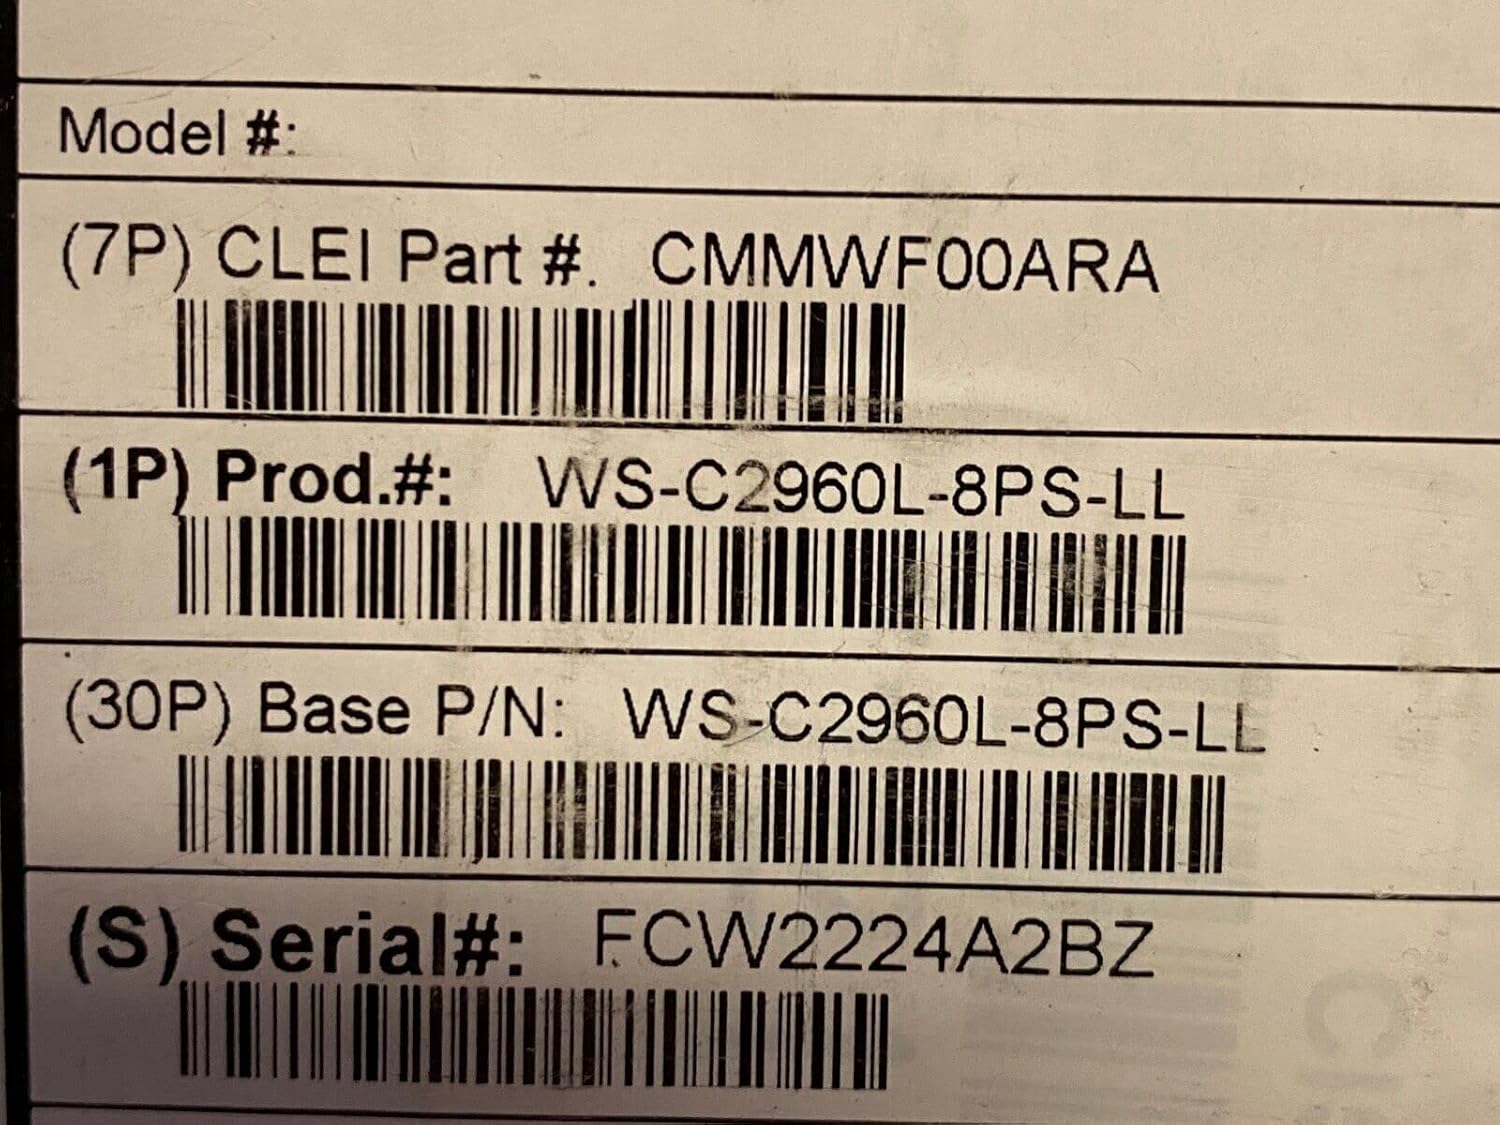 Model #:
(7P) CLEI Part #. CMMWF00ARA
(1P) Prod.#: WS-C2960L-8PS-LL
(30P) Base P/N: WS-C2960L-8PS-LL
(S) Serial#: FCW2224A2BZ